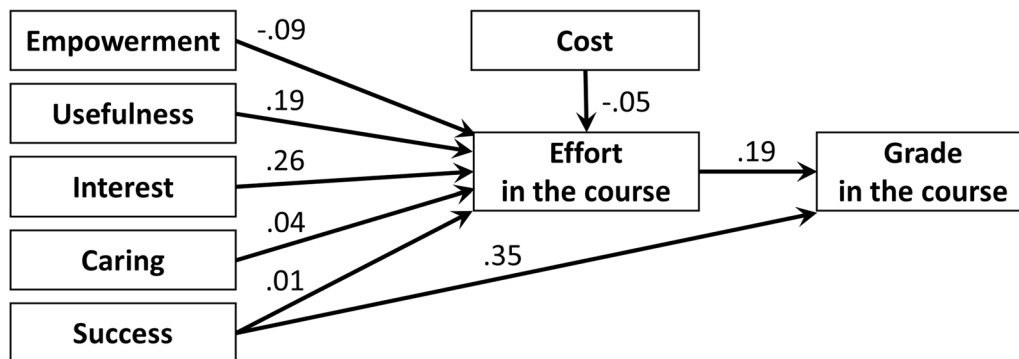 Empowerment
-.09
Cost
Usefulness
.19
-.05
Interest
.26
Effort
in the course
.19
Grade
in the course
Caring
.04
Success
.01
.35